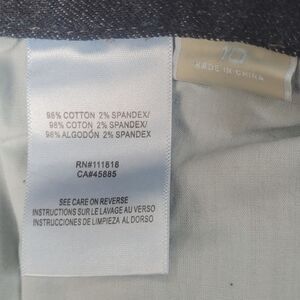 10
MADE IN CHINA
98% COTTON 2% SPANDEX/
98% COTON 2% SPANDEX/
98% ALGODÓN 2% SPANDEX
RN#111818
CA#45885
SEE CARE ON REVERSE
INSTRUCTIONS SUR LE LAVAGE AU VERSO
INSTRUCCIONES DE LIMPIEZA AL DORSO